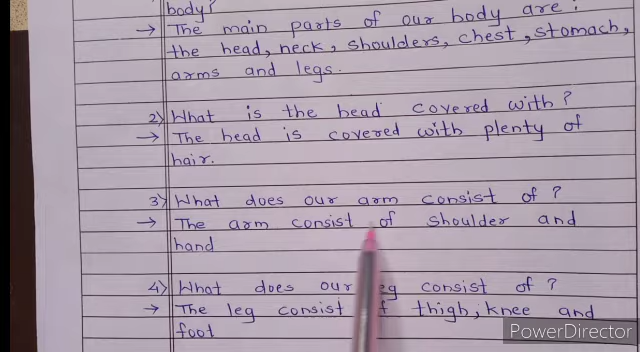 body?
→ The main parts of our body are :
the head, neck, shoulders, chest, stomach,
arms and legs.
2) What is the head covered with?
→ The head is covered with plenty of
hair.
3) What does our arm consist of ?
→ The arm consist of shoulder and
hand
4) What does our eg consist of ?
→ The leg consist f thigh, knee and
foot
PowerDirector